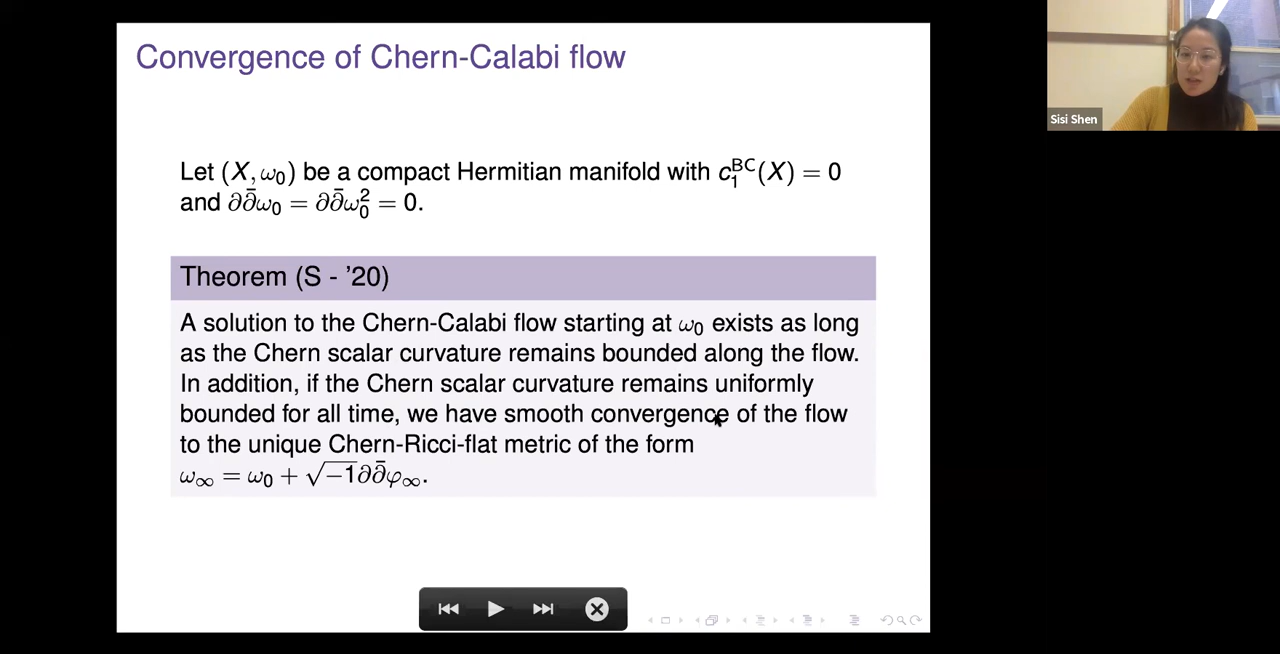 Convergence of Chern-Calabi flow
Let (X, ω₀) be a compact Hermitian manifold with c₁ᴮᶜ(X) = 0
and ∂∂̄ω₀ = ∂∂̄ω₀² = 0.
Theorem (S - ’20)
A solution to the Chern-Calabi flow starting at ω₀ exists as long
as the Chern scalar curvature remains bounded along the flow.
In addition, if the Chern scalar curvature remains uniformly
bounded for all time, we have smooth convergence of the flow
to the unique Chern-Ricci-flat metric of the form
ω∞ = ω₀ + √−1∂∂̄φ∞.
Sisi Shen